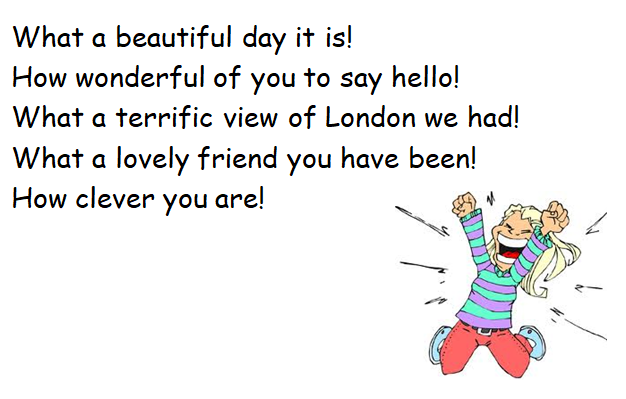 What a beautiful day it is!
How wonderful of you to say hello!
What a terrific view of London we had!
What a lovely friend you have been!
How clever you are!